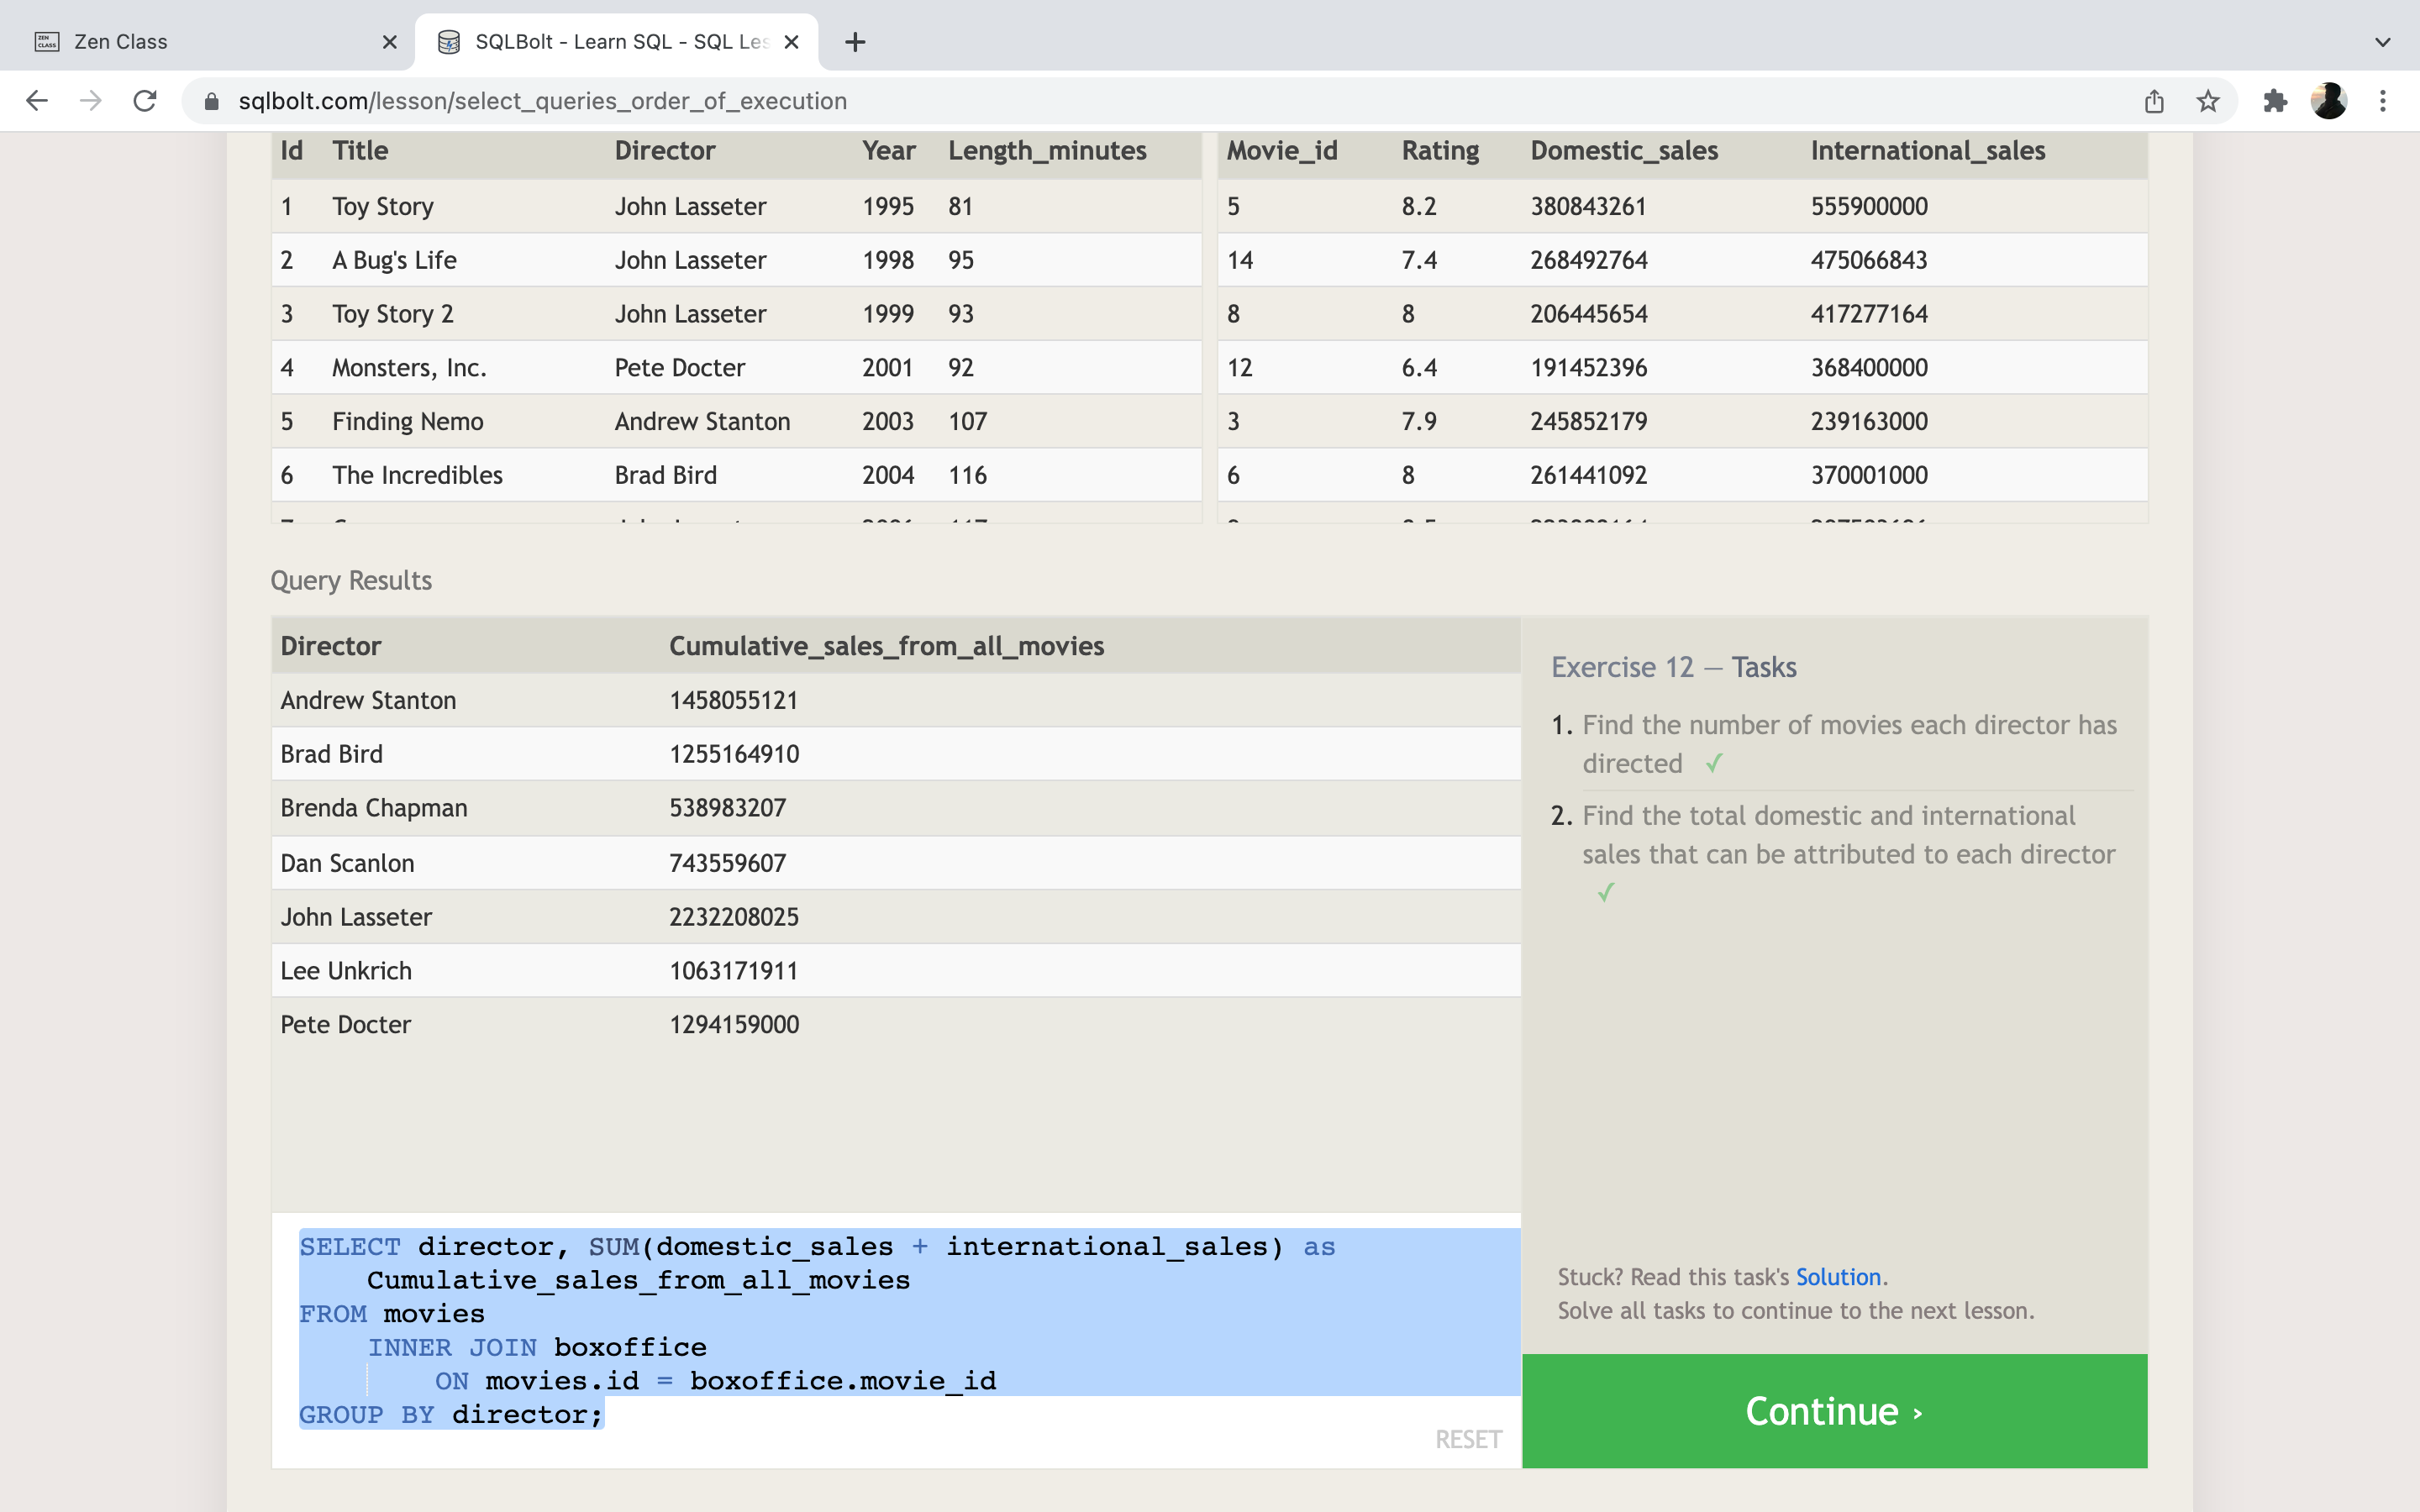 Zen Class
SQLBolt - Learn SQL - SQL Les
sqlbolt.com/lesson/select_queries_order_of_execution
Id Title Director Year Length_minutes
1 Toy Story John Lasseter 1995 81
2 A Bug's Life John Lasseter 1998 95
3 Toy Story 2 John Lasseter 1999 93
4 Monsters, Inc. Pete Docter 2001 92
5 Finding Nemo Andrew Stanton 2003 107
6 The Incredibles Brad Bird 2004 116
Movie_id Rating Domestic_sales International_sales
5 8.2 380843261 555900000
14 7.4 268492764 475066843
8 8 206445654 417277164
12 6.4 191452396 368400000
3 7.9 245852179 239163000
6 8 261441092 370001000
Query Results
Director Cumulative_sales_from_all_movies
Andrew Stanton 1458055121
Brad Bird 1255164910
Brenda Chapman 538983207
Dan Scanlon 743559607
John Lasseter 2232208025
Lee Unkrich 1063171911
Pete Docter 1294159000
SELECT director, SUM(domestic_sales + international_sales) as
Cumulative_sales_from_all_movies
FROM movies
INNER JOIN boxoffice
ON movies.id = boxoffice.movie_id
GROUP BY director;
RESET
Exercise 12 — Tasks
1. Find the number of movies each director has
directed ✓
2. Find the total domestic and international
sales that can be attributed to each director
✓
Stuck? Read this task's Solution.
Solve all tasks to continue to the next lesson.
Continue ›